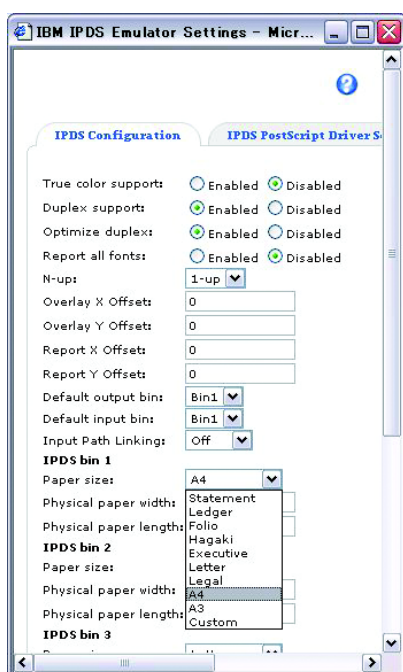 IBM IPDS Emulator Settings - Micr...
?
IPDS Configuration
IPDS PostScript Driver S
True color support: Enabled Disabled
Duplex support: Enabled Disabled
Optimize duplex: Enabled Disabled
Report all fonts: Enabled Disabled
N-up: 1-up
Overlay X Offset: 0
Overlay Y Offset: 0
Report X Offset: 0
Report Y Offset: 0
Default output bin: Bin1
Default input bin: Bin1
Input Path Linking: Off
IPDS bin 1
Paper size: A4
Physical paper width:
Physical paper length:
IPDS bin 2
Paper size:
Physical paper width:
Physical paper length:
IPDS bin 3
Statement
Ledger
Folio
Hagaki
Executive
Letter
Legal
A4
A3
Custom